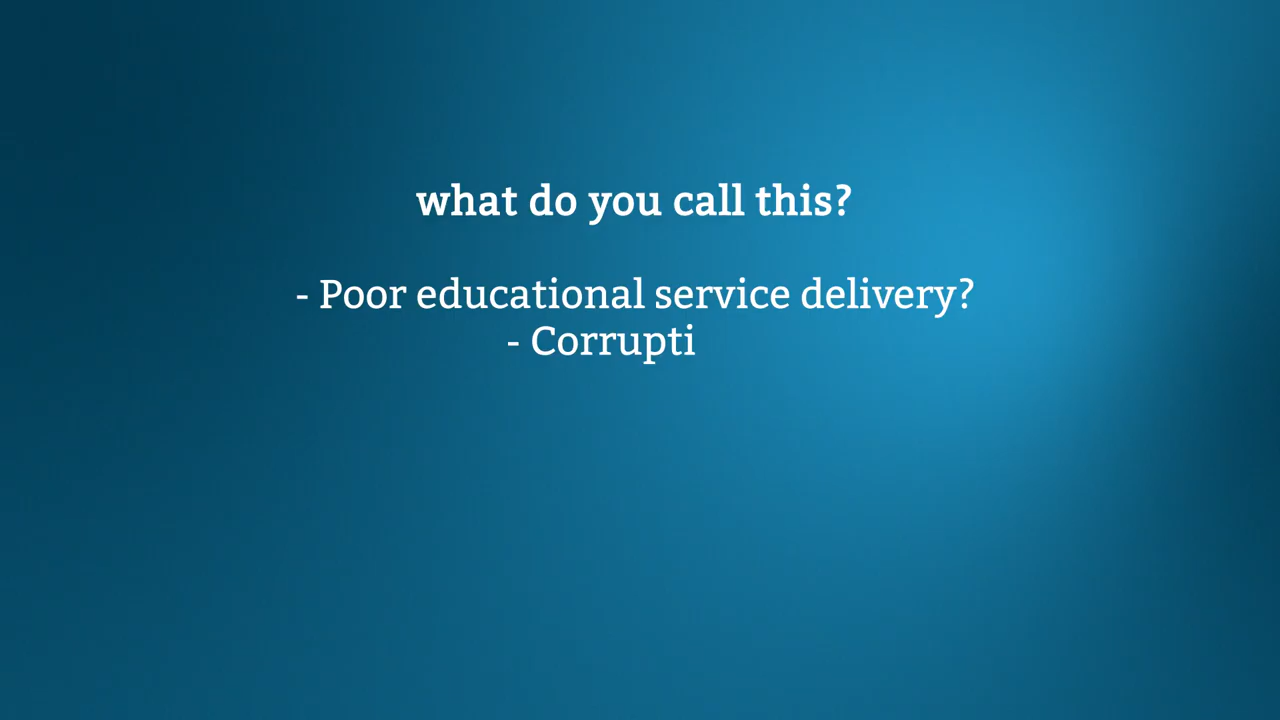 what do you call this?
- Poor educational service delivery?
- Corrupti